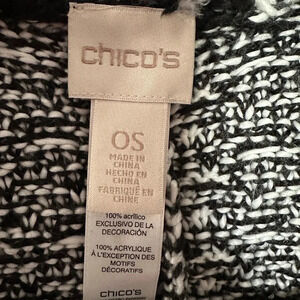 chico's
OS
MADE IN
CHINA
HECHO EN
CHINA
FABRIQUÉ EN
CHINE
100% acrílico
EXCLUSIVO DE LA
DECORACIÓN
100% ACRYLIQUE
À L'EXCEPTION DES
MOTIFS
DÉCORATIFS
chico's